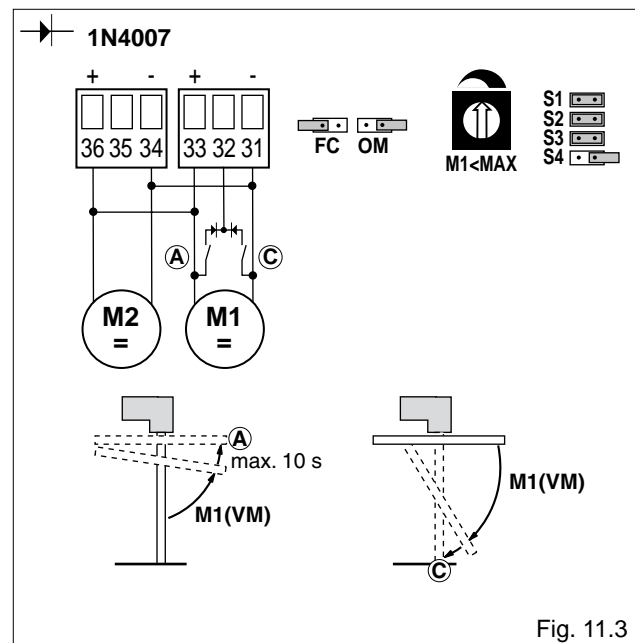 1N4007
+ - + -
36 35 34 33 32 31
FC OM
M1<MAX
S1
S2
S3
S4
A
C
M2
=
M1
=
A
max. 10 s
M1(VM)
M1(VM)
C
Fig. 11.3